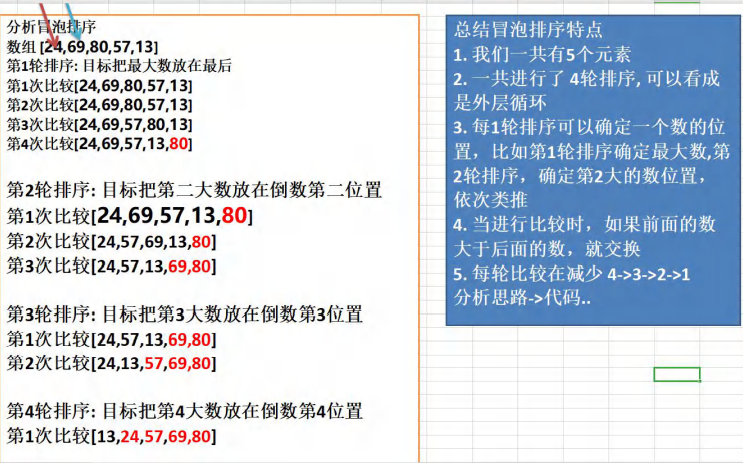 分析冒泡排序
数组 [24,69,80,57,13]
第1轮排序: 目标把最大数放在最后
第1次比较[24,69,80,57,13]
第2次比较[24,69,80,57,13]
第3次比较[24,69,57,80,13]
第4次比较[24,69,57,13,80]
第2轮排序: 目标把第二大数放在倒数第二位置
第1次比较[24,69,57,13,80]
第2次比较[24,57,69,13,80]
第3次比较[24,57,13,69,80]
第3轮排序: 目标把第3大数放在倒数第3位置
第1次比较[24,57,13,69,80]
第2次比较[24,13,57,69,80]
第4轮排序: 目标把第4大数放在倒数第4位置
第1次比较[13,24,57,69,80]
总结冒泡排序特点
1. 我们一共有5个元素
2. 一共进行了 4轮排序, 可以看成
是外层循环
3. 每1轮排序可以确定一个数的位
置，比如第1轮排序确定最大数,第
2轮排序，确定第2大的数位置，
依次类推
4. 当进行比较时，如果前面的数
大于后面的数，就交换
5. 每轮比较在减少 4->3->2->1
分析思路->代码..